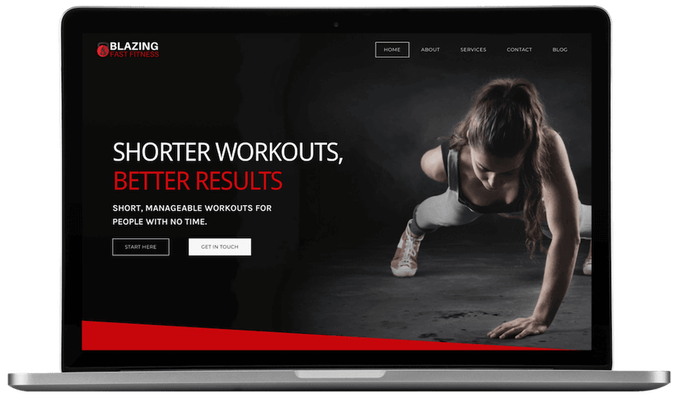 BLAZING
FAST FITNESS
HOME ABOUT SERVICES CONTACT BLOG
SHORTER WORKOUTS,
BETTER RESULTS
SHORT, MANAGEABLE WORKOUTS FOR
PEOPLE WITH NO TIME.
START HERE GET IN TOUCH